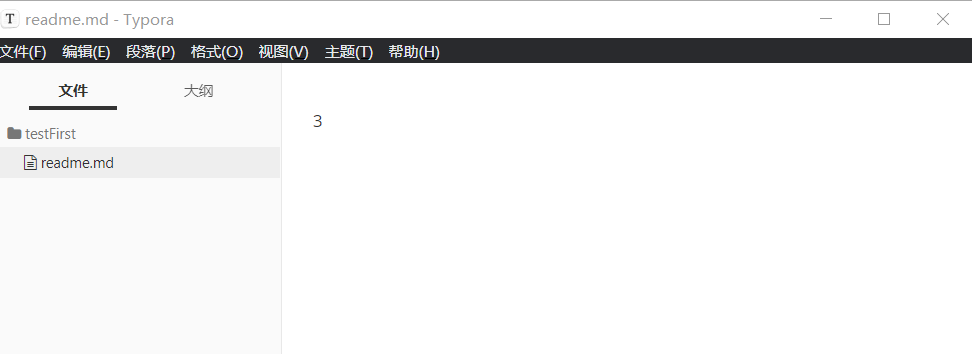 T readme.md - Typora
文件(F) 编辑(E) 段落(P) 格式(O) 视图(V) 主题(T) 帮助(H)
文件 大纲
3
testFirst
readme.md